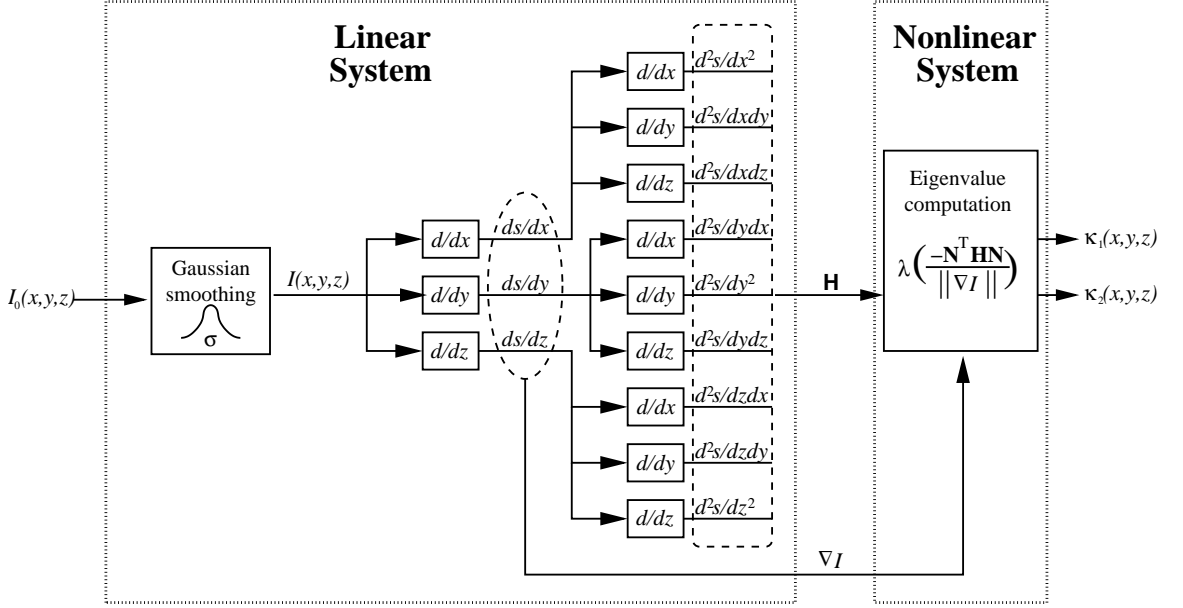 Linear
System
Nonlinear
System
I₀(x,y,z)
Gaussian
smoothing
σ
I(x,y,z)
d/dx
d/dy
d/dz
ds/dx
ds/dy
ds/dz
d/dx
d²s/dx²
d/dy
d²s/dxdy
d/dz
d²s/dxdz
d/dx
d²s/dydx
d/dy
d²s/dy²
d/dz
d²s/dydz
d/dx
d²s/dzdx
d/dy
d²s/dzdy
d/dz
d²s/dz²
H
∇I
Eigenvalue
computation
λ(−NᵀHN / ||∇I||)
κ₁(x,y,z)
κ₂(x,y,z)